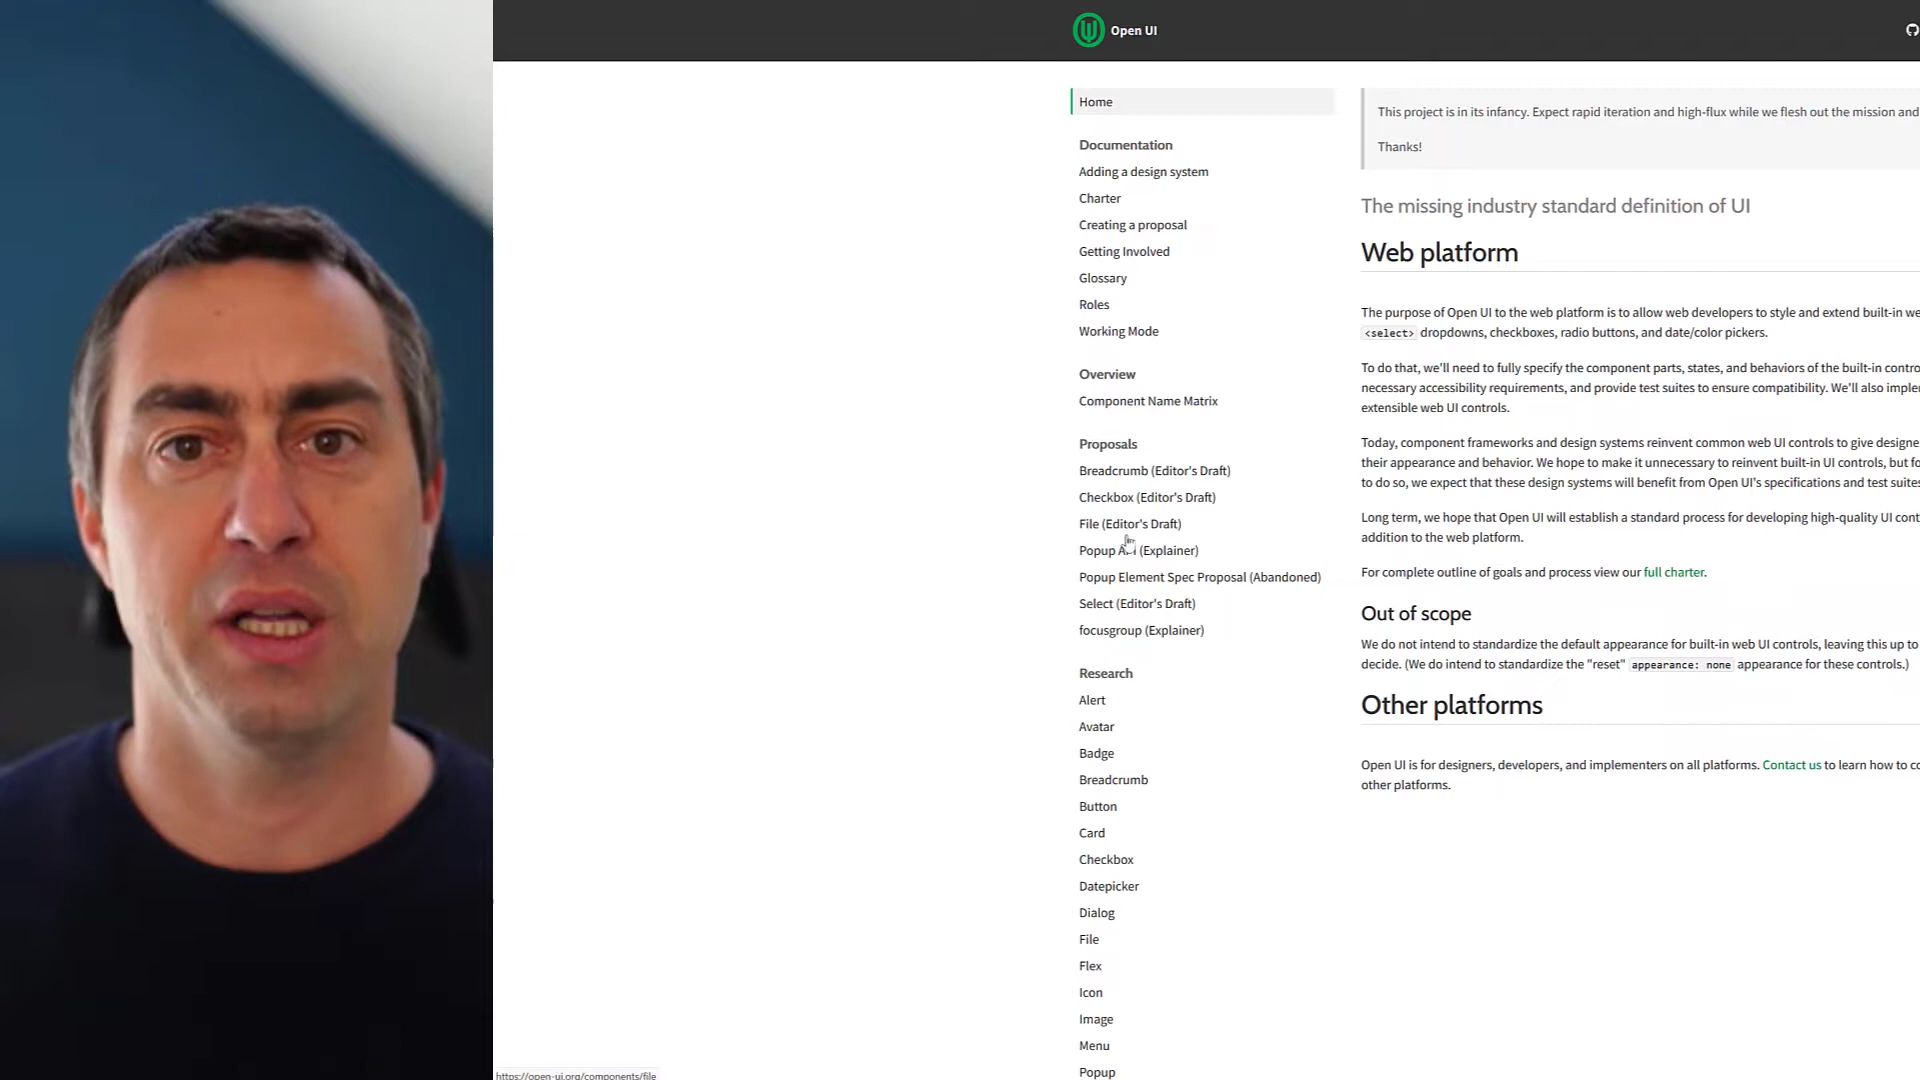 Open UI
Home
Documentation
Adding a design system
Charter
Creating a proposal
Getting Involved
Glossary
Roles
Working Mode
Overview
Component Name Matrix
Proposals
Breadcrumb (Editor's Draft)
Checkbox (Editor's Draft)
File (Editor's Draft)
Popup (Explainer)
Popup Element Spec Proposal (Abandoned)
Select (Editor's Draft)
focusgroup (Explainer)
Research
Alert
Avatar
Badge
Breadcrumb
Button
Card
Checkbox
Datepicker
Dialog
File
Flex
Icon
Image
Menu
Popup
This project is in its infancy. Expect rapid iteration and high-flux while we flesh out the mission and
Thanks!
The missing industry standard definition of UI
Web platform
The purpose of Open UI to the web platform is to allow web developers to style and extend built-in we
<select> dropdowns, checkboxes, radio buttons, and date/color pickers.
To do that, we'll need to fully specify the component parts, states, and behaviors of the built-in contro
necessary accessibility requirements, and provide test suites to ensure compatibility. We'll also imple
extensible web UI controls.
Today, component frameworks and design systems reinvent common web UI controls to give designe
their appearance and behavior. We hope to make it unnecessary to reinvent built-in UI controls, but fo
to do so, we expect that these design systems will benefit from Open UI's specifications and test suites
Long term, we hope that Open UI will establish a standard process for developing high-quality UI cont
addition to the web platform.
For complete outline of goals and process view our full charter.
Out of scope
We do not intend to standardize the default appearance for built-in web UI controls, leaving this up to
decide. (We do intend to standardize the "reset" appearance: none appearance for these controls.)
Other platforms
Open UI is for designers, developers, and implementers on all platforms. Contact us to learn how to co
other platforms.
https://open-ui.org/components/file